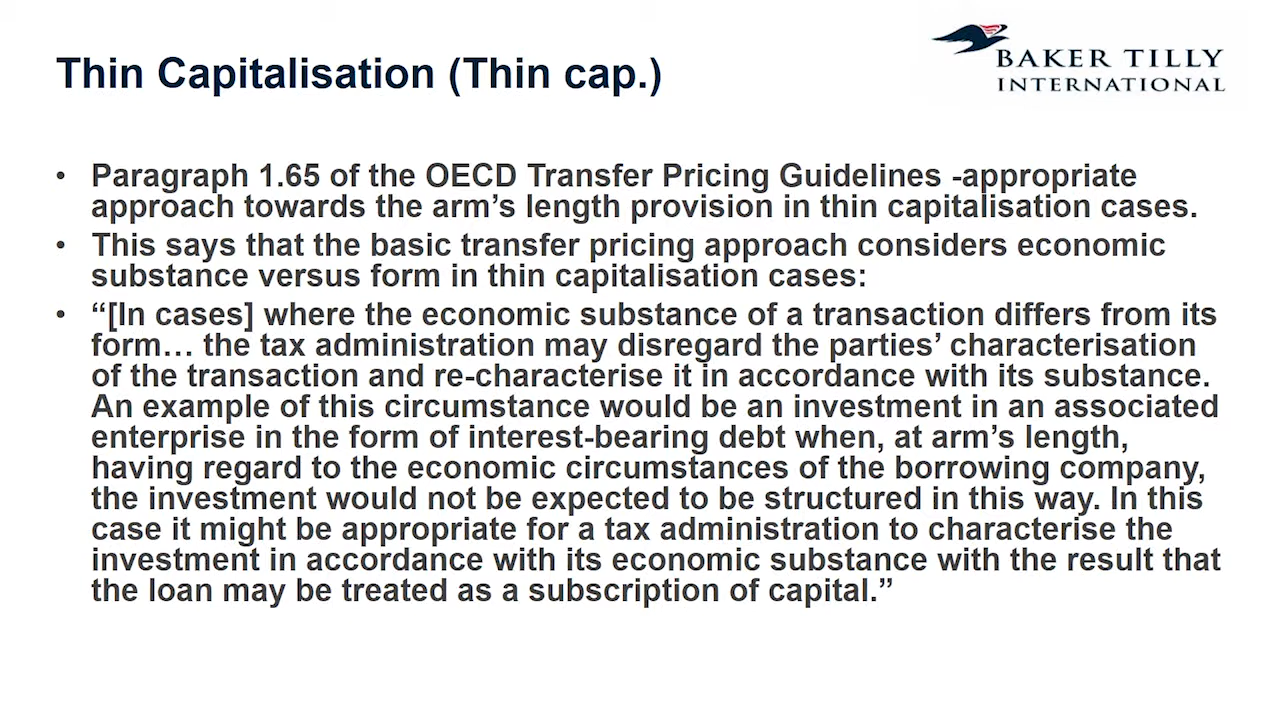 Thin Capitalisation (Thin cap.)
BAKER TILLY
INTERNATIONAL
• Paragraph 1.65 of the OECD Transfer Pricing Guidelines -appropriate
approach towards the arm’s length provision in thin capitalisation cases.
• This says that the basic transfer pricing approach considers economic
substance versus form in thin capitalisation cases:
• “[In cases] where the economic substance of a transaction differs from its
form… the tax administration may disregard the parties’ characterisation
of the transaction and re-characterise it in accordance with its substance.
An example of this circumstance would be an investment in an associated
enterprise in the form of interest-bearing debt when, at arm’s length,
having regard to the economic circumstances of the borrowing company,
the investment would not be expected to be structured in this way. In this
case it might be appropriate for a tax administration to characterise the
investment in accordance with its economic substance with the result that
the loan may be treated as a subscription of capital.”